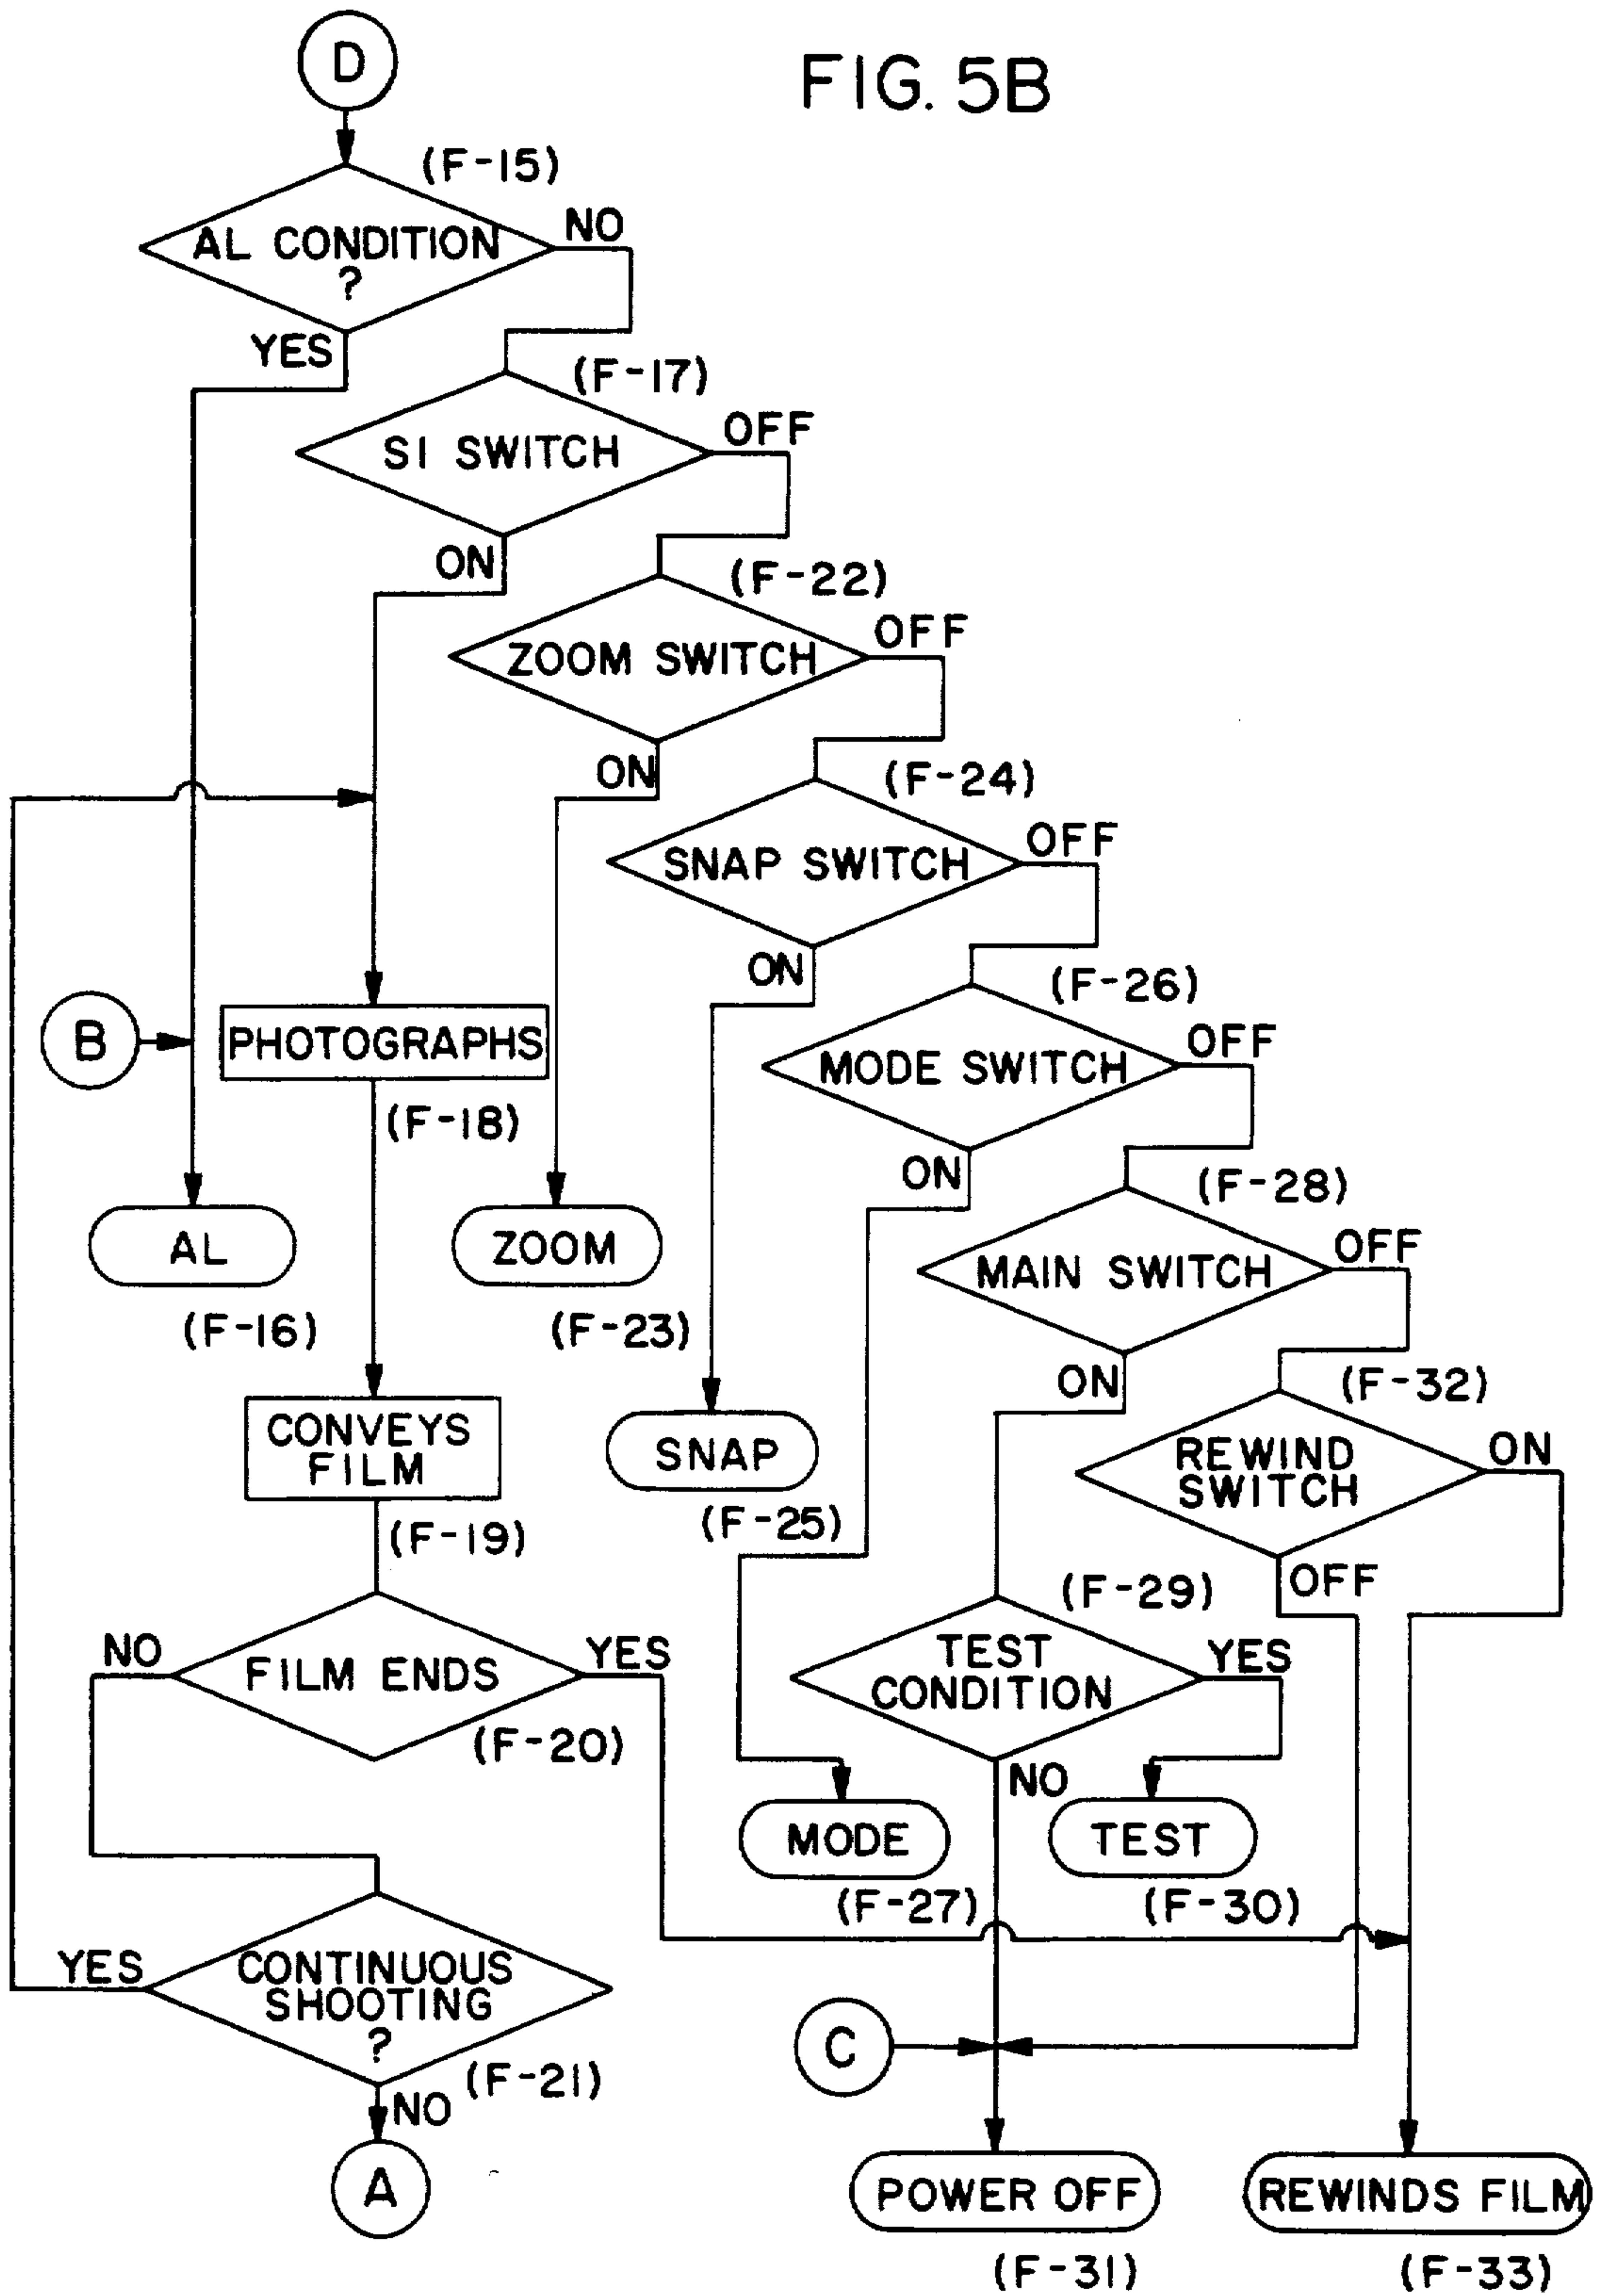 D
FIG. 5B
(F-15)
AL CONDITION
?
NO
YES
(F-17)
SI SWITCH
OFF
ON
(F-22)
ZOOM SWITCH
OFF
ON
(F-24)
SNAP SWITCH
OFF
ON
(F-26)
MODE SWITCH
OFF
ON
B
PHOTOGRAPHS
(F-18)
(F-28)
MAIN SWITCH
OFF
ON
AL
(F-16)
ZOOM
(F-23)
(F-32)
REWIND
SWITCH
ON
OFF
CONVEYS
FILM
(F-19)
SNAP
(F-25)
(F-29)
TEST
CONDITION
YES
NO
NO
FILM ENDS
YES
(F-20)
MODE
(F-27)
TEST
(F-30)
YES
CONTINUOUS
SHOOTING
?
(F-21)
NO
C
A
POWER OFF
(F-31)
REWINDS FILM
(F-33)